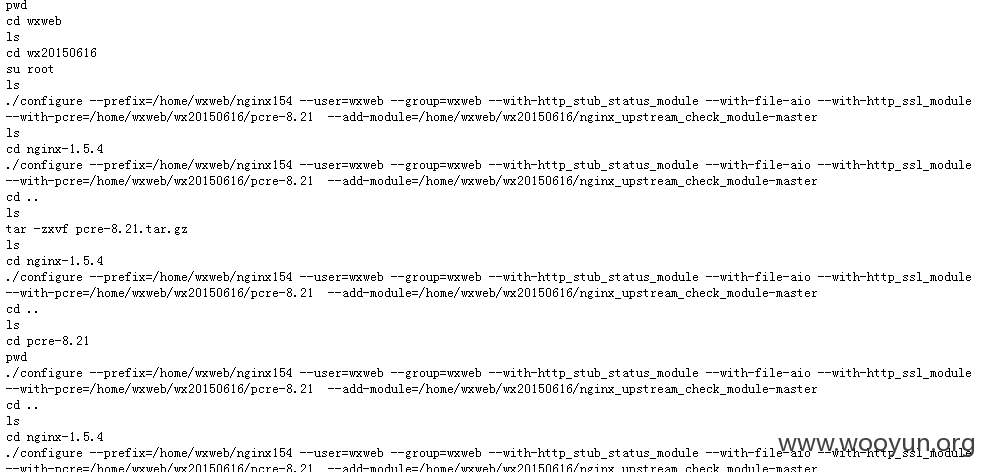 pwd
cd wxweb
ls
cd wx20150616
su root
ls
./configure --prefix=/home/wxweb/nginx154 --user=wxweb --group=wxweb --with-http_stub_status_module --with-file-aio --with-http_ssl_module
--with-pcre=/home/wxweb/wx20150616/pcre-8.21  --add-module=/home/wxweb/wx20150616/nginx_upstream_check_module-master
ls
cd nginx-1.5.4
./configure --prefix=/home/wxweb/nginx154 --user=wxweb --group=wxweb --with-http_stub_status_module --with-file-aio --with-http_ssl_module
--with-pcre=/home/wxweb/wx20150616/pcre-8.21  --add-module=/home/wxweb/wx20150616/nginx_upstream_check_module-master
cd ..
ls
tar -zxvf pcre-8.21.tar.gz
ls
cd nginx-1.5.4
./configure --prefix=/home/wxweb/nginx154 --user=wxweb --group=wxweb --with-http_stub_status_module --with-file-aio --with-http_ssl_module
--with-pcre=/home/wxweb/wx20150616/pcre-8.21  --add-module=/home/wxweb/wx20150616/nginx_upstream_check_module-master
cd ..
ls
cd pcre-8.21
pwd
./configure --prefix=/home/wxweb/nginx154 --user=wxweb --group=wxweb --with-http_stub_status_module --with-file-aio --with-http_ssl_module
--with-pcre=/home/wxweb/wx20150616/pcre-8.21  --add-module=/home/wxweb/wx20150616/nginx_upstream_check_module-master
cd ..
ls
cd nginx-1.5.4
www.wooyun.org
./configure --prefix=/home/wxweb/nginx154 --user=wxweb --group=wxweb --with-http_stub_status_module --with-file-aio --with-http_ssl_module
--with-pcre=/home/wxweb/wx20150616/pcre-8.21  --add-module=/home/wxweb/wx20150616/nginx_upstream_check_module-master